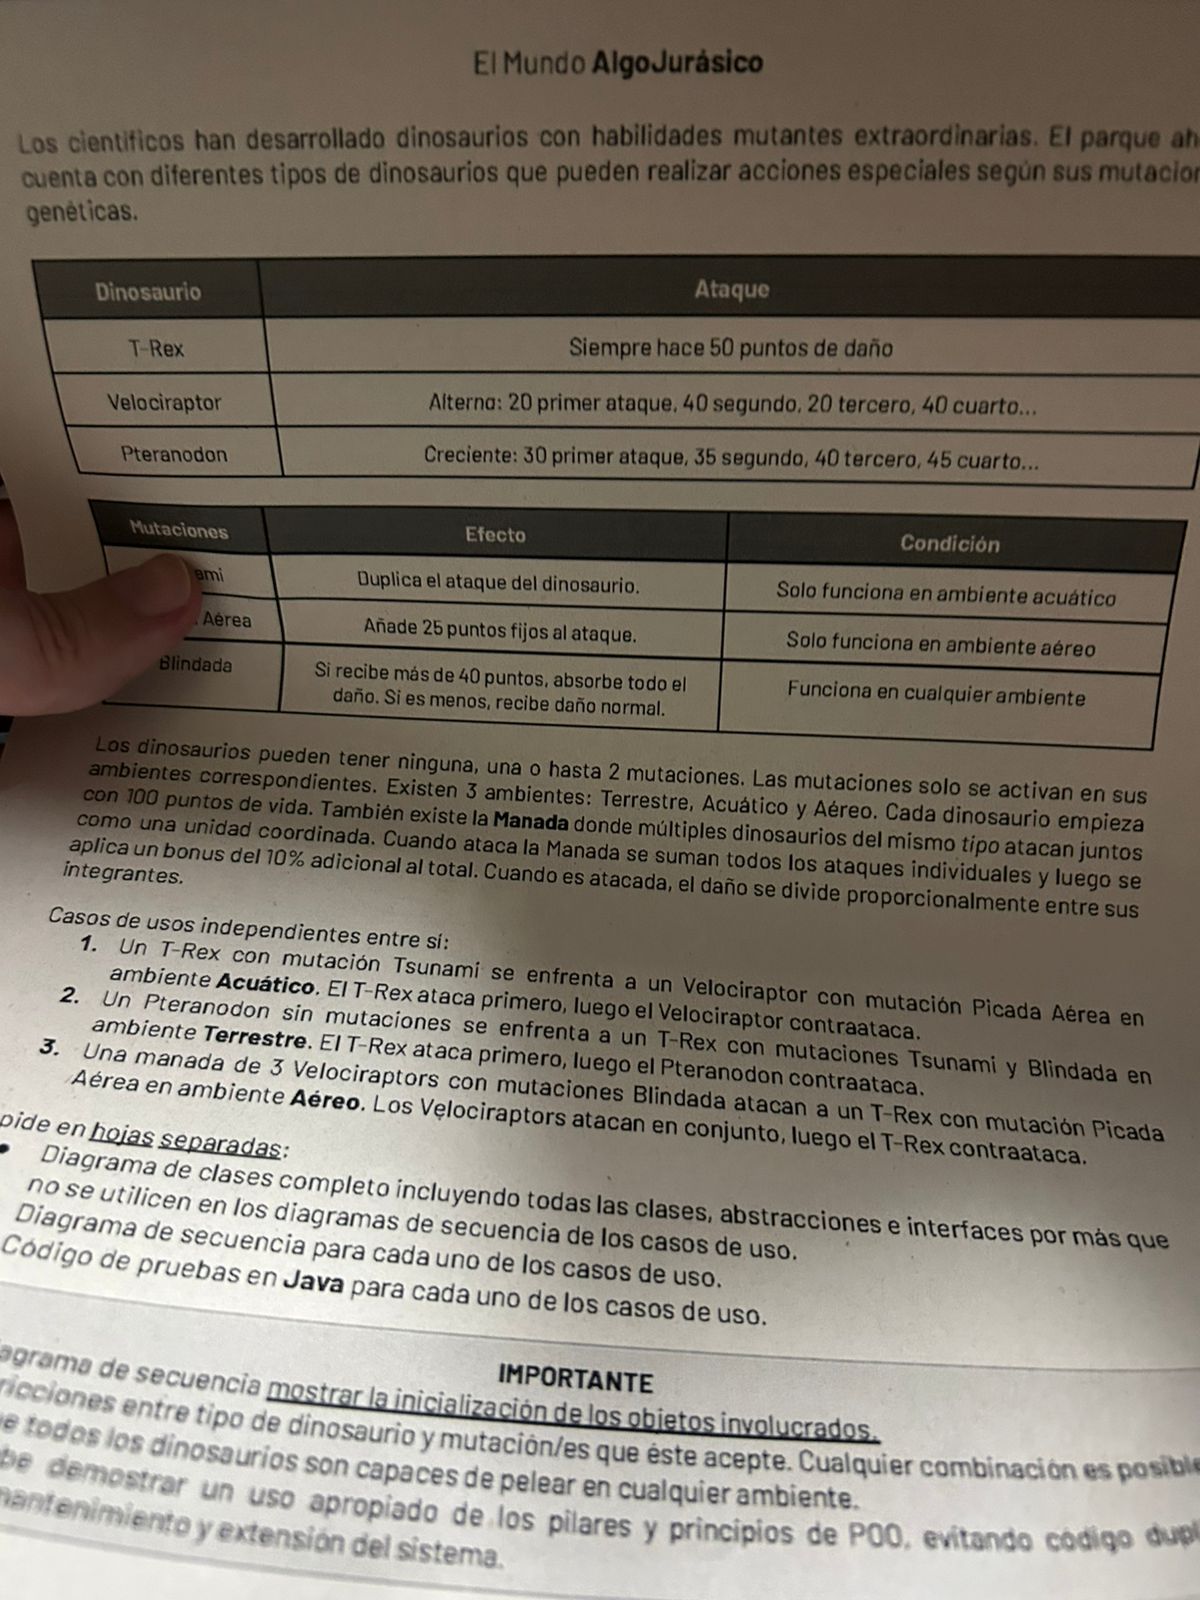 El Mundo AlgoJurásico
Los científicos han desarrollado dinosaurios con habilidades mutantes extraordinarias. El parque ah
cuenta con diferentes tipos de dinosaurios que pueden realizar acciones especiales según sus mutacion
genéticas.
Dinosaurio Ataque
T-Rex Siempre hace 50 puntos de daño
Velociraptor Alterna: 20 primer ataque, 40 segundo, 20 tercero, 40 cuarto...
Pteranodon Creciente: 30 primer ataque, 35 segundo, 40 tercero, 45 cuarto...
Mutaciones Efecto Condición
ami Duplica el ataque del dinosaurio. Solo funciona en ambiente acuático
Aérea Añade 25 puntos fijos al ataque. Solo funciona en ambiente aéreo
Blindada Si recibe más de 40 puntos, absorbe todo el Funciona en cualquier ambiente
daño. Si es menos, recibe daño normal.
Los dinosaurios pueden tener ninguna, una o hasta 2 mutaciones. Las mutaciones solo se activan en sus
ambientes correspondientes. Existen 3 ambientes: Terrestre, Acuático y Aéreo. Cada dinosaurio empieza
con 100 puntos de vida. También existe la Manada donde múltiples dinosaurios del mismo tipo atacan juntos
como una unidad coordinada. Cuando ataca la Manada se suman todos los ataques individuales y luego se
aplica un bonus del 10% adicional al total. Cuando es atacada, el daño se divide proporcionalmente entre sus
integrantes.
Casos de usos independientes entre sí:
1. Un T-Rex con mutación Tsunami se enfrenta a un Velociraptor con mutación Picada Aérea en
ambiente Acuático. El T-Rex ataca primero, luego el Velociraptor contraataca.
2. Un Pteranodon sin mutaciones se enfrenta a un T-Rex con mutaciones Tsunami y Blindada en
ambiente Terrestre. El T-Rex ataca primero, luego el Pteranodon contraataca.
3. Una manada de 3 Velociraptors con mutaciones Blindada atacan a un T-Rex con mutación Picada
Aérea en ambiente Aéreo. Los Velociraptors atacan en conjunto, luego el T-Rex contraataca.
pide en hojas separadas:
• Diagrama de clases completo incluyendo todas las clases, abstracciones e interfaces por más que
no se utilicen en los diagramas de secuencia de los casos de uso.
Diagrama de secuencia para cada uno de los casos de uso.
Código de pruebas en Java para cada uno de los casos de uso.
IMPORTANTE
agrama de secuencia mostrar la inicialización de los objetos involucrados.
ricciones entre tipo de dinosaurio y mutación/es que éste acepte. Cualquier combinación es posible
e todos los dinosaurios son capaces de pelear en cualquier ambiente.
be demostrar un uso apropiado de los pilares y principios de POO, evitando código dupl
mantenimiento y extensión del sistema.